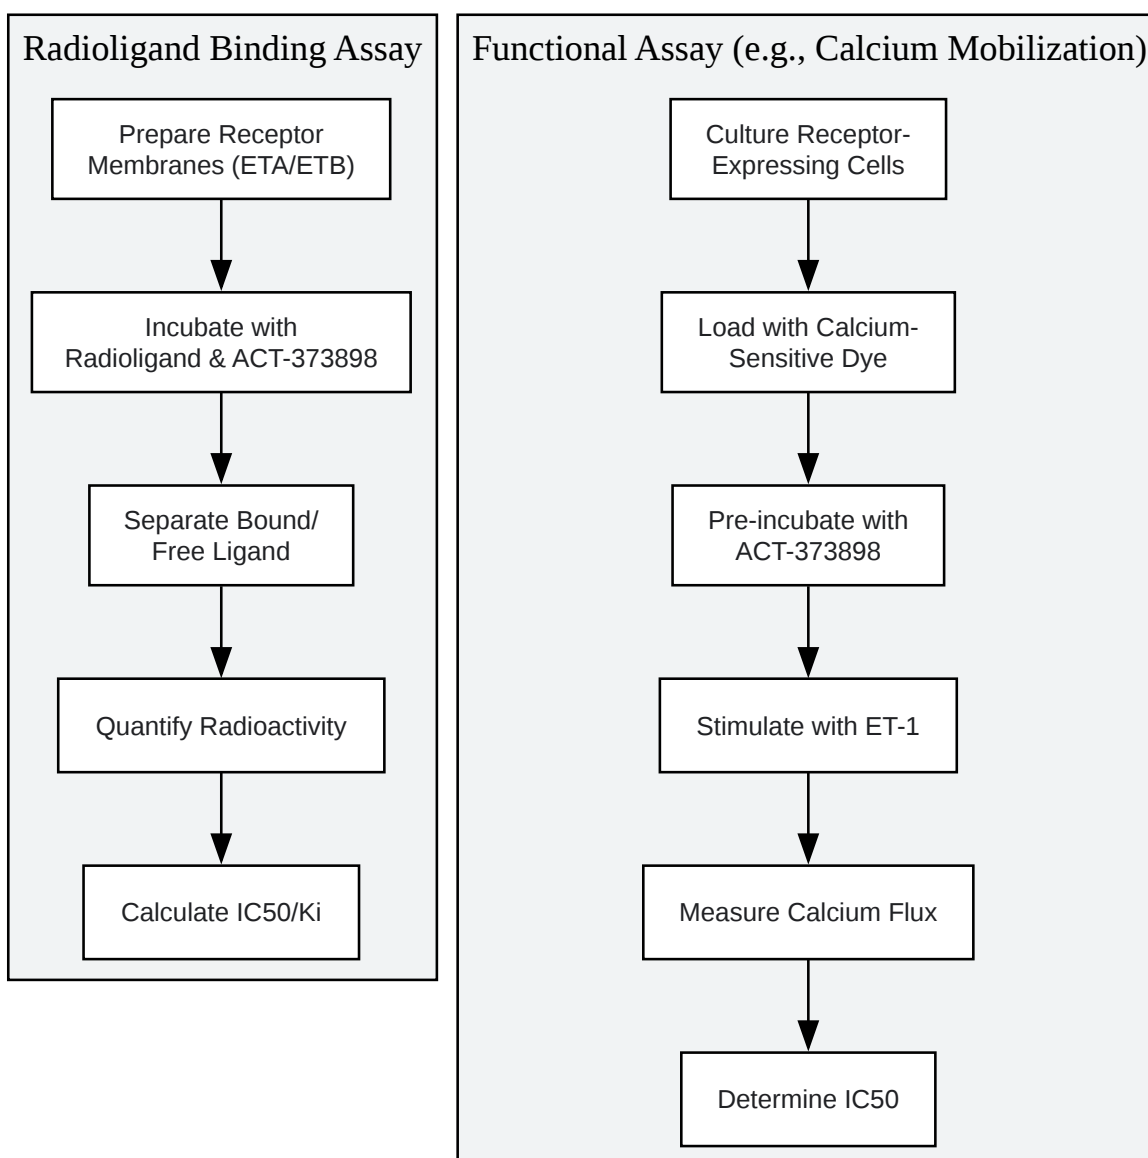 Radioligand Binding Assay
Prepare Receptor
Membranes (ETA/ETB)
Incubate with
Radioligand & ACT-373898
Separate Bound/
Free Ligand
Quantify Radioactivity
Calculate IC50/Ki
Functional Assay (e.g., Calcium Mobilization)
Culture Receptor-
Expressing Cells
Load with Calcium-
Sensitive Dye
Pre-incubate with
ACT-373898
Stimulate with ET-1
Measure Calcium Flux
Determine IC50